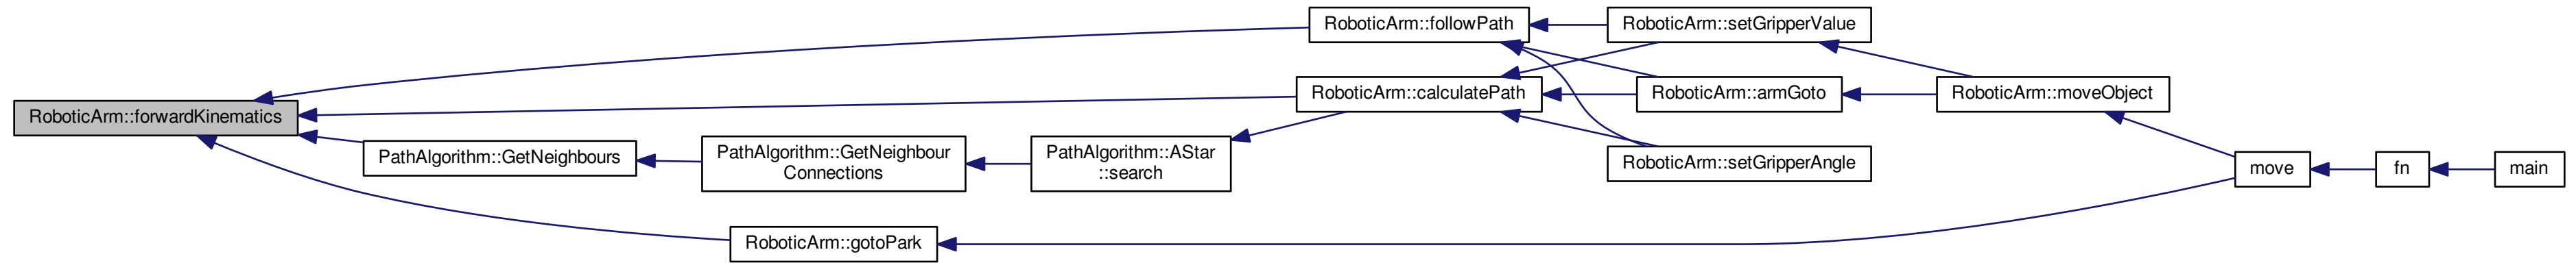 RoboticArm::forwardKinematics
RoboticArm::followPath
RoboticArm::setGripperValue
RoboticArm::calculatePath
RoboticArm::armGoto
RoboticArm::moveObject
PathAlgorithm::GetNeighbours
PathAlgorithm::GetNeighbour
Connections
PathAlgorithm::AStar
::search
RoboticArm::setGripperAngle
move
fn
main
RoboticArm::gotoPark